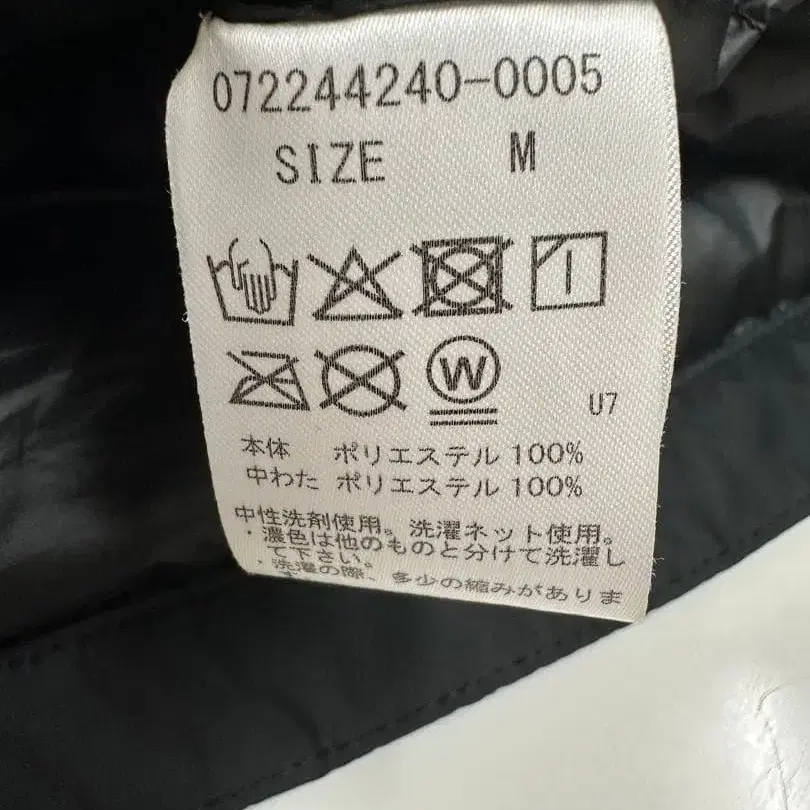 072244240-0005
SIZE M
W
U7
本体 ポリエステル 100%
中わた ポリエステル 100%
中性洗剤使用。洗濯ネット使用。
・濃色は他のものと分けて洗濯し
て下さい。
・洗濯の際、多少の縮みがありま